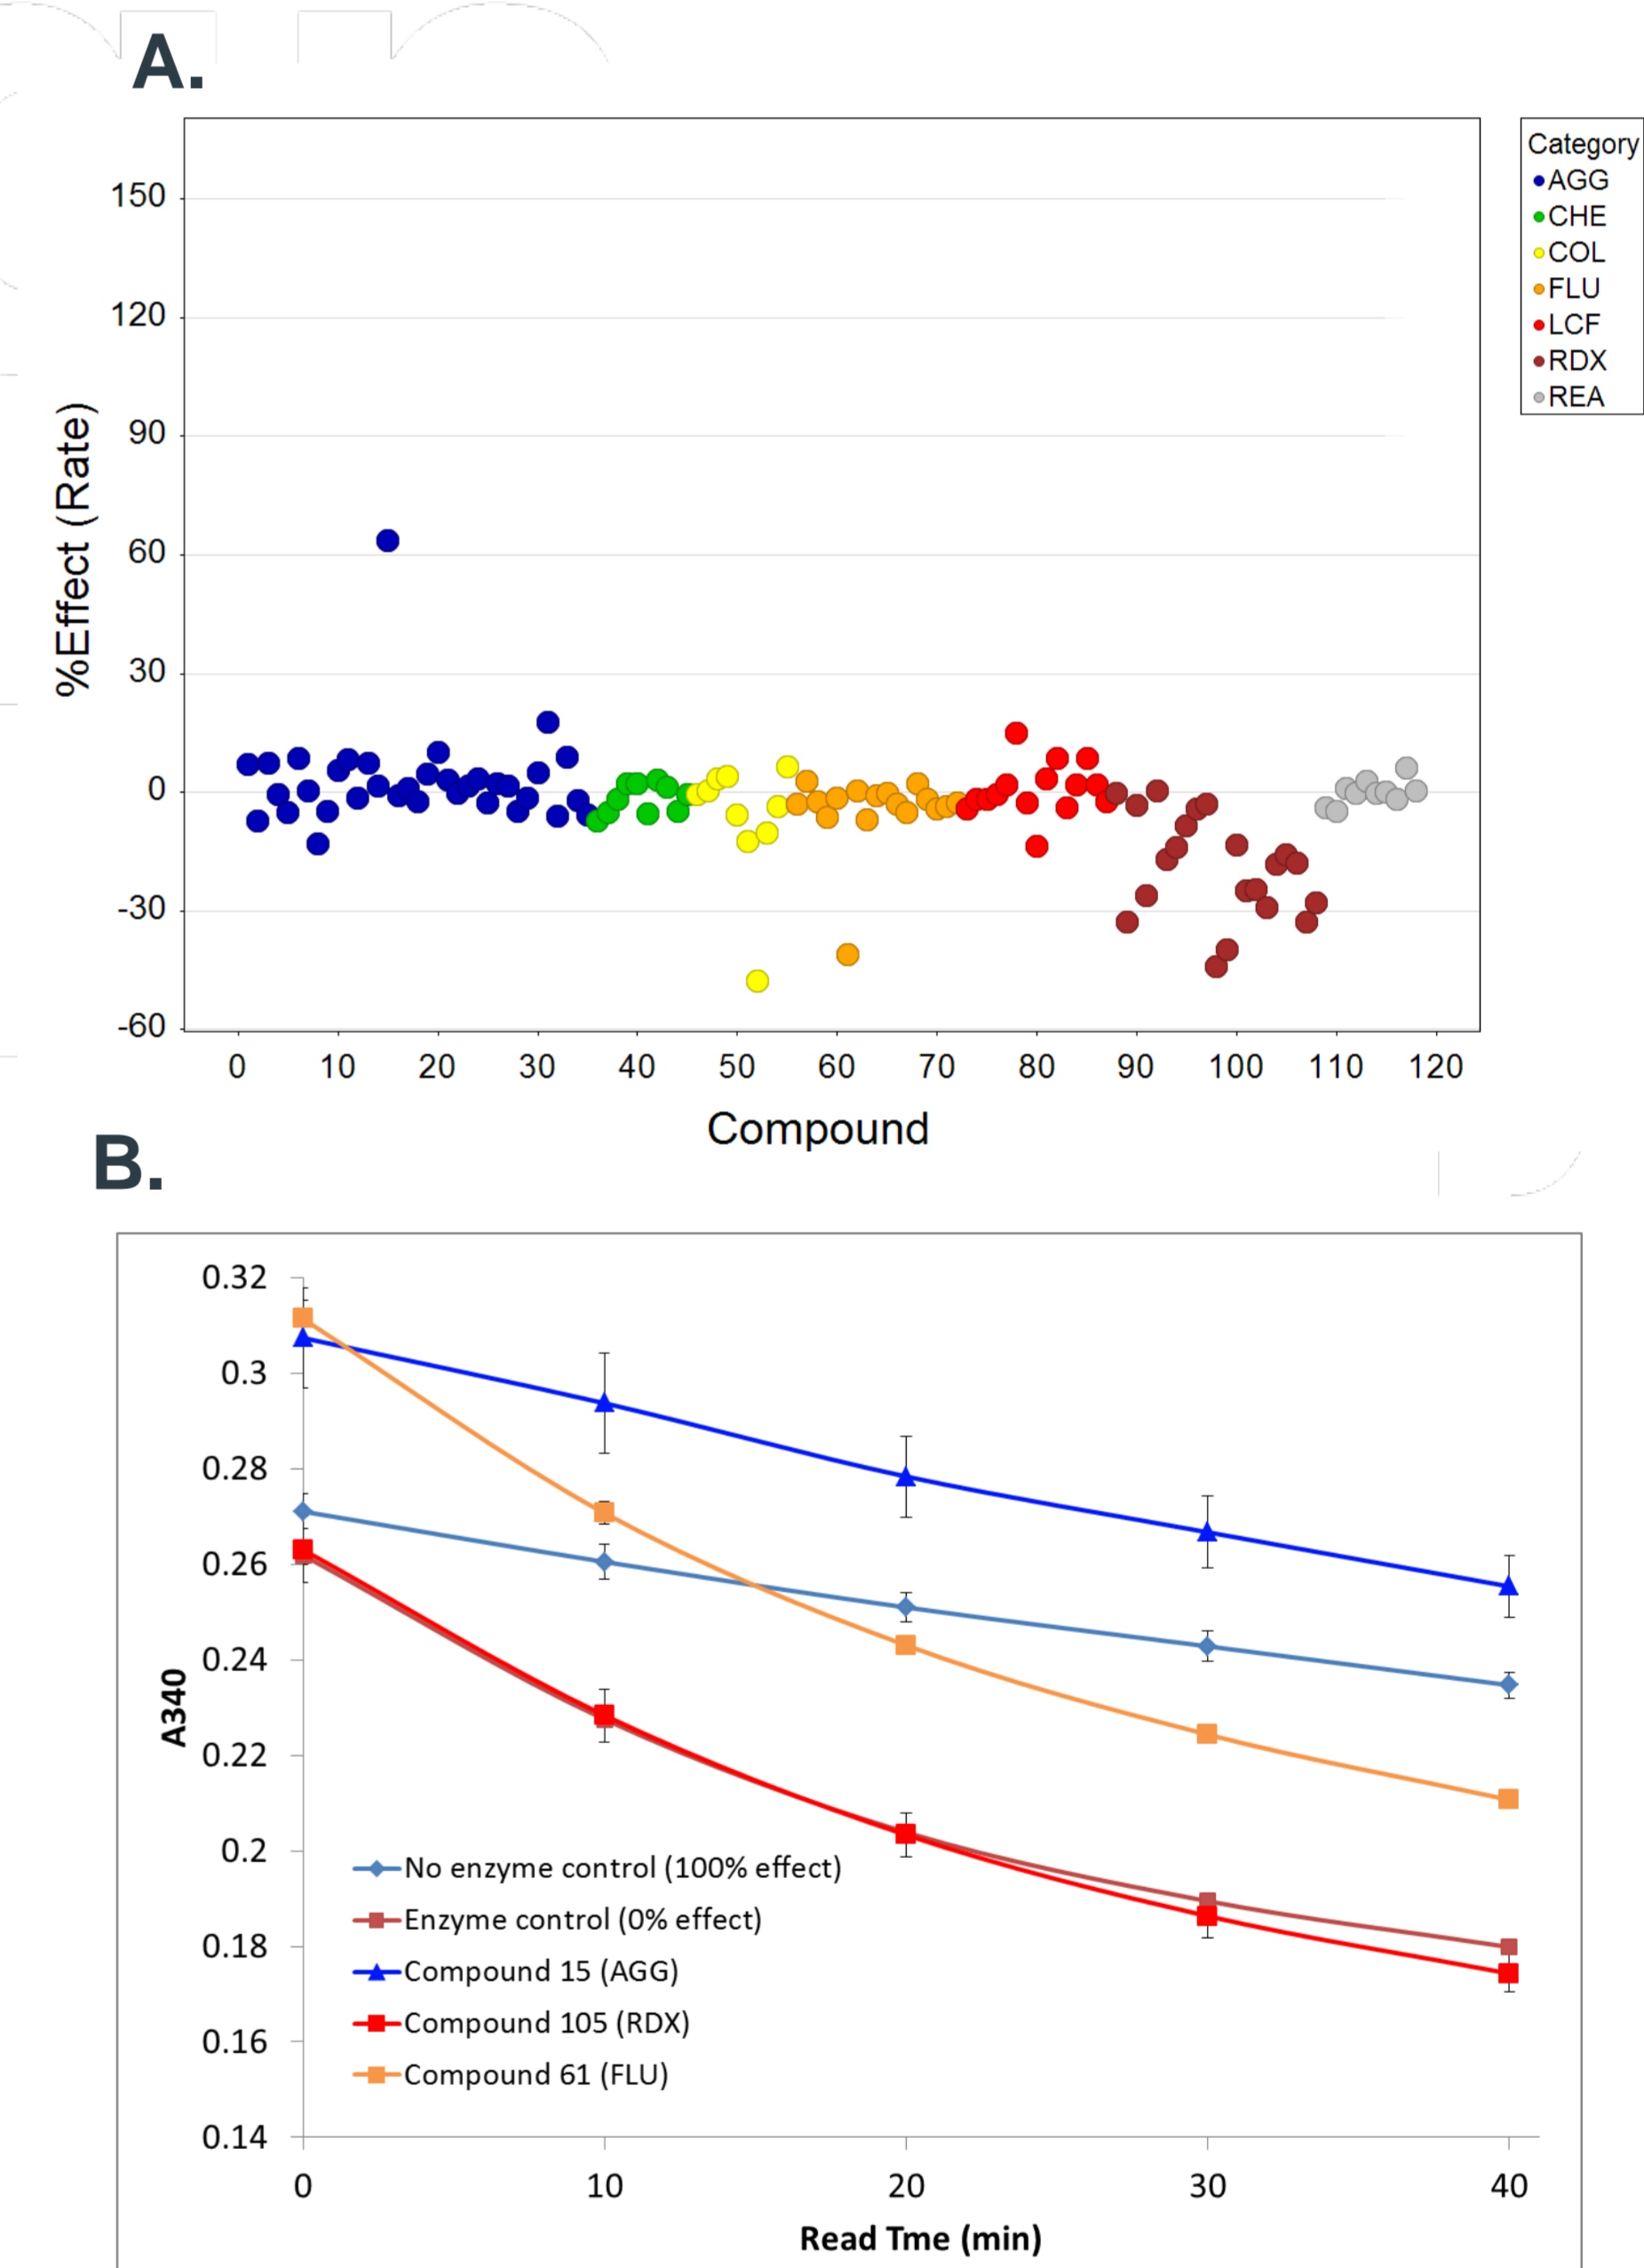 A.
150
120
90
60
30
0
-30
-60
%Effect (Rate)
0 10 20 30 40 50 60 70 80 90 100 110 120
Compound
Category
AGG
CHE
COL
FLU
LCF
RDX
REA
B.
0.32
0.3
0.28
0.26
0.24
0.22
0.2
0.18
0.16
0.14
A340
No enzyme control (100% effect)
Enzyme control (0% effect)
Compound 15 (AGG)
Compound 105 (RDX)
Compound 61 (FLU)
0 10 20 30 40
Read Tme (min)